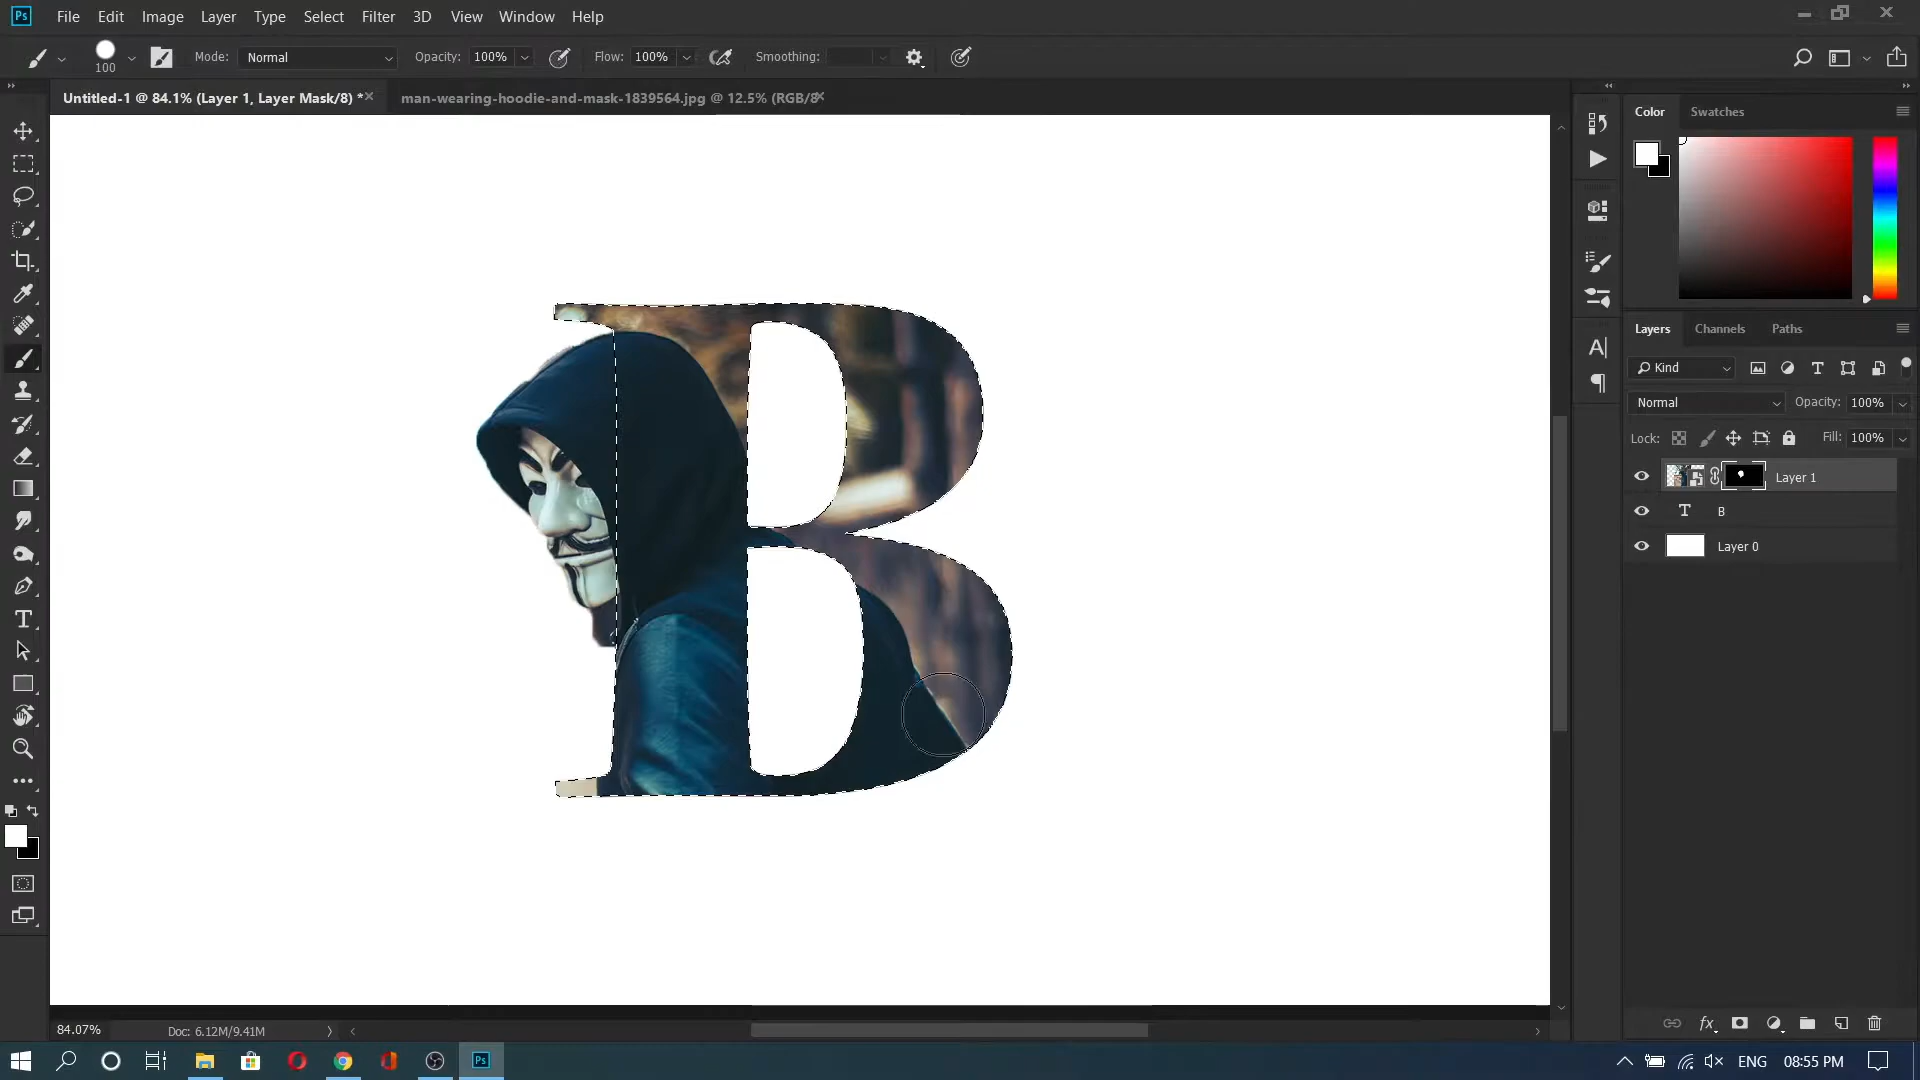 Ps File Edit Image Layer Type Select Filter 3D View Window Help
100 Mode: Normal Opacity: 100% Flow: 100% Smoothing:
Untitled-1 @ 84.1% (Layer 1, Layer Mask/8) * man-wearing-hoodie-and-mask-1839564.jpg @ 12.5% (RGB/8
Color Swatches
Layers Channels Paths
Kind
Normal Opacity: 100%
Lock: Fill: 100%
Layer 1
T B
Layer 0
B
84.07% Doc: 6.12M/9.41M
fx
Ps ENG 08:55 PM